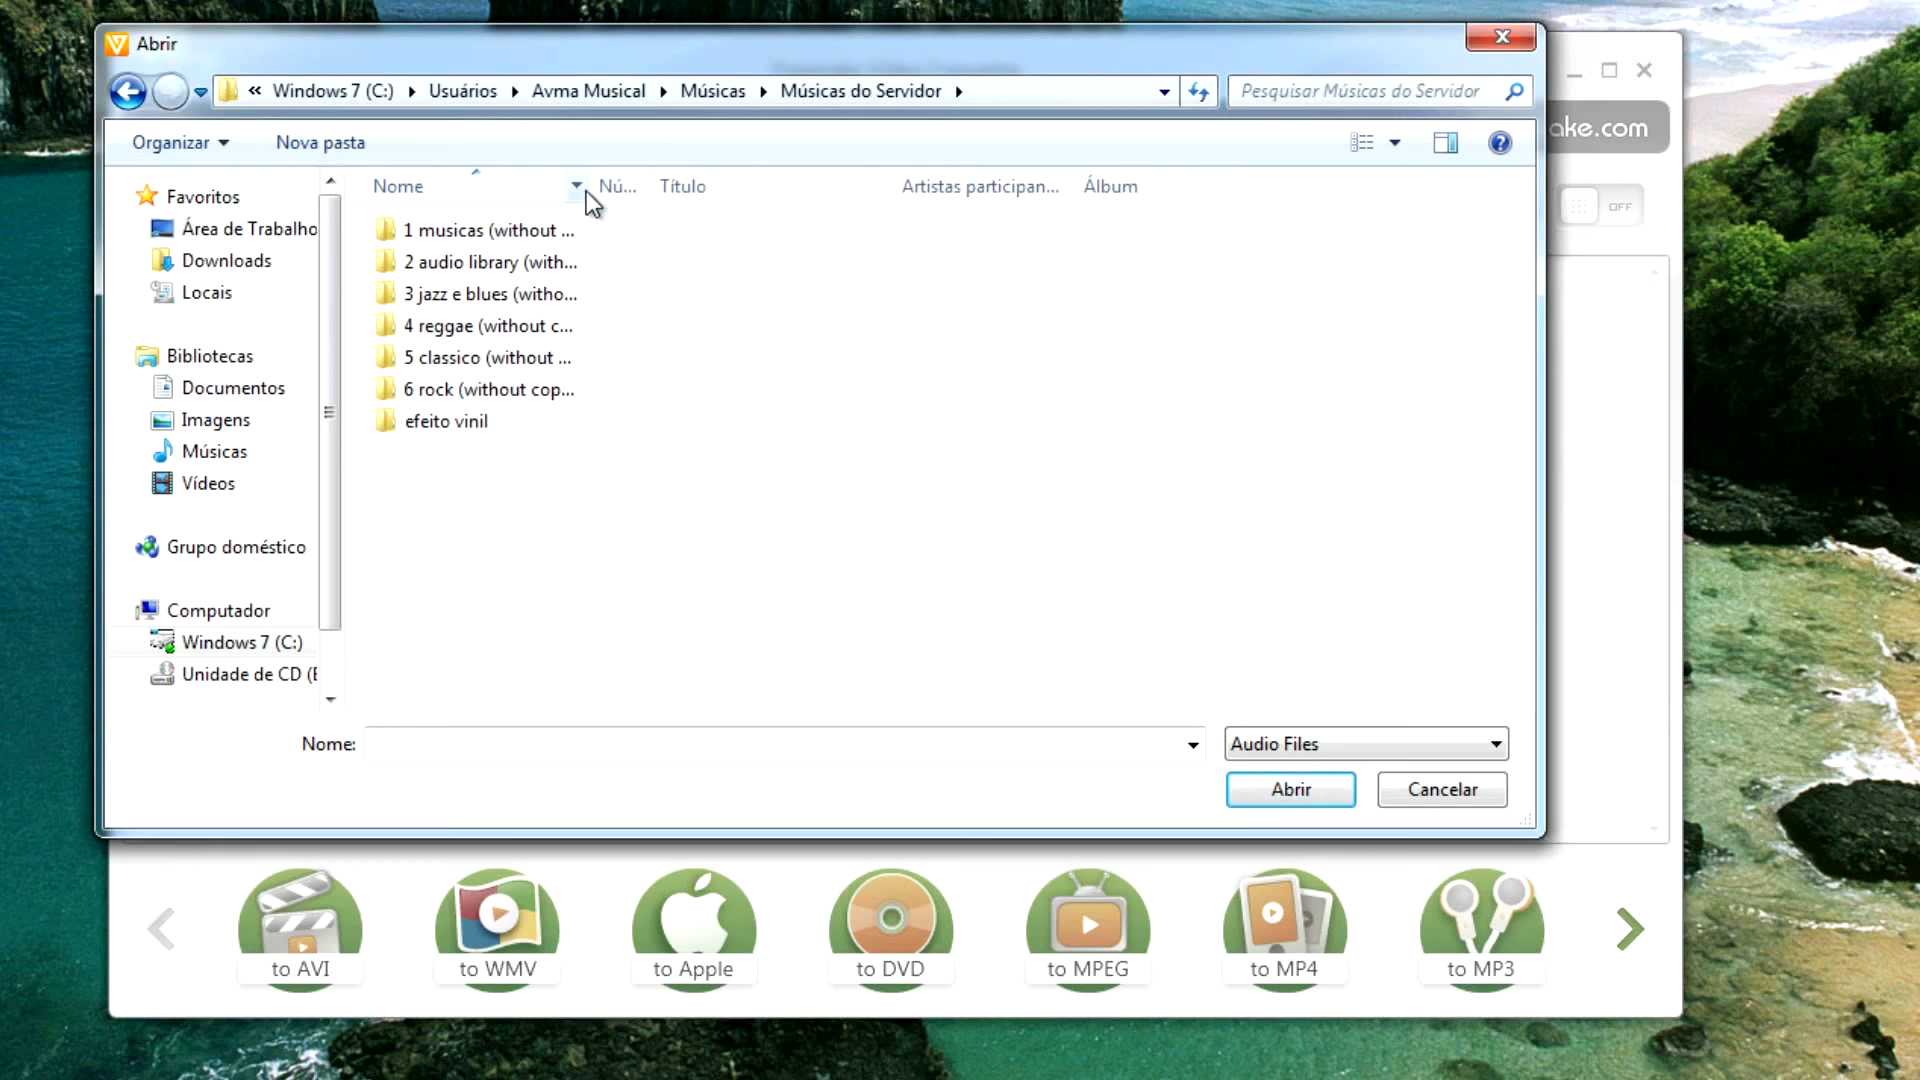 Abrir
« Windows 7 (C:) Usuários Avma Musical Músicas Músicas do Servidor
Pesquisar Músicas do Servidor
ake.com
Organizar
Nova pasta
OFF
Nome
Nú...
Título
Artistas participan...
Álbum
Favoritos
Área de Trabalho
Downloads
Locais
Bibliotecas
Documentos
Imagens
Músicas
Vídeos
Grupo doméstico
Computador
Windows 7 (C:)
Unidade de CD (E
1 musicas (without ...
2 audio library (with...
3 jazz e blues (witho...
4 reggae (without c...
5 classico (without ...
6 rock (without cop...
efeito vinil
Nome:
Audio Files
Abrir
Cancelar
to AVI
to WMV
to Apple
to DVD
to MPEG
to MP4
to MP3